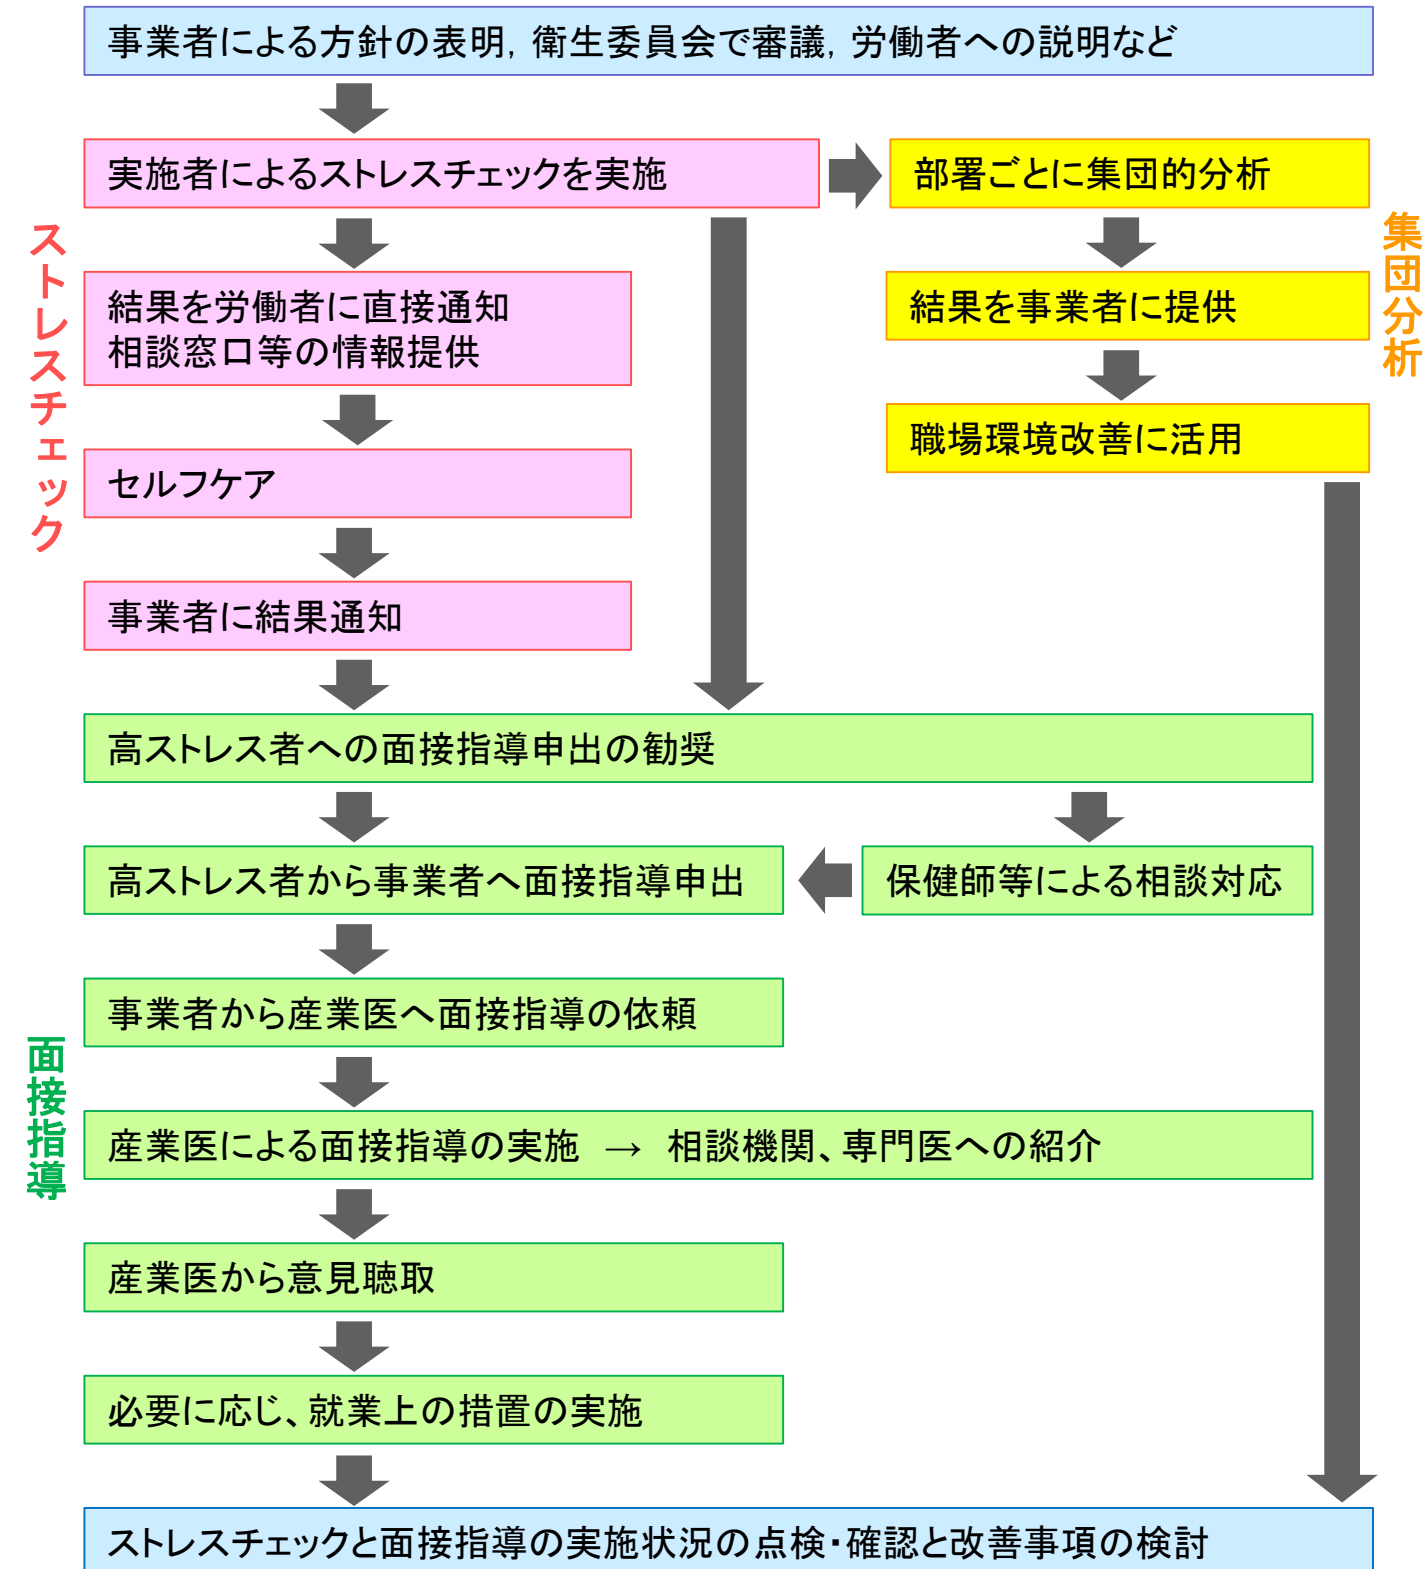 事業者による方針の表明，衛生委員会で審議，労働者への説明など
実施者によるストレスチェックを実施
部署ごとに集団的分析
ストレスチェック
集団分析
結果を労働者に直接通知
相談窓口等の情報提供
結果を事業者に提供
職場環境改善に活用
セルフケア
事業者に結果通知
高ストレス者への面接指導申出の勧奨
高ストレス者から事業者へ面接指導申出
保健師等による相談対応
事業者から産業医へ面接指導の依頼
面接指導
産業医による面接指導の実施　→　相談機関、専門医への紹介
産業医から意見聴取
必要に応じ、就業上の措置の実施
ストレスチェックと面接指導の実施状況の点検・確認と改善事項の検討